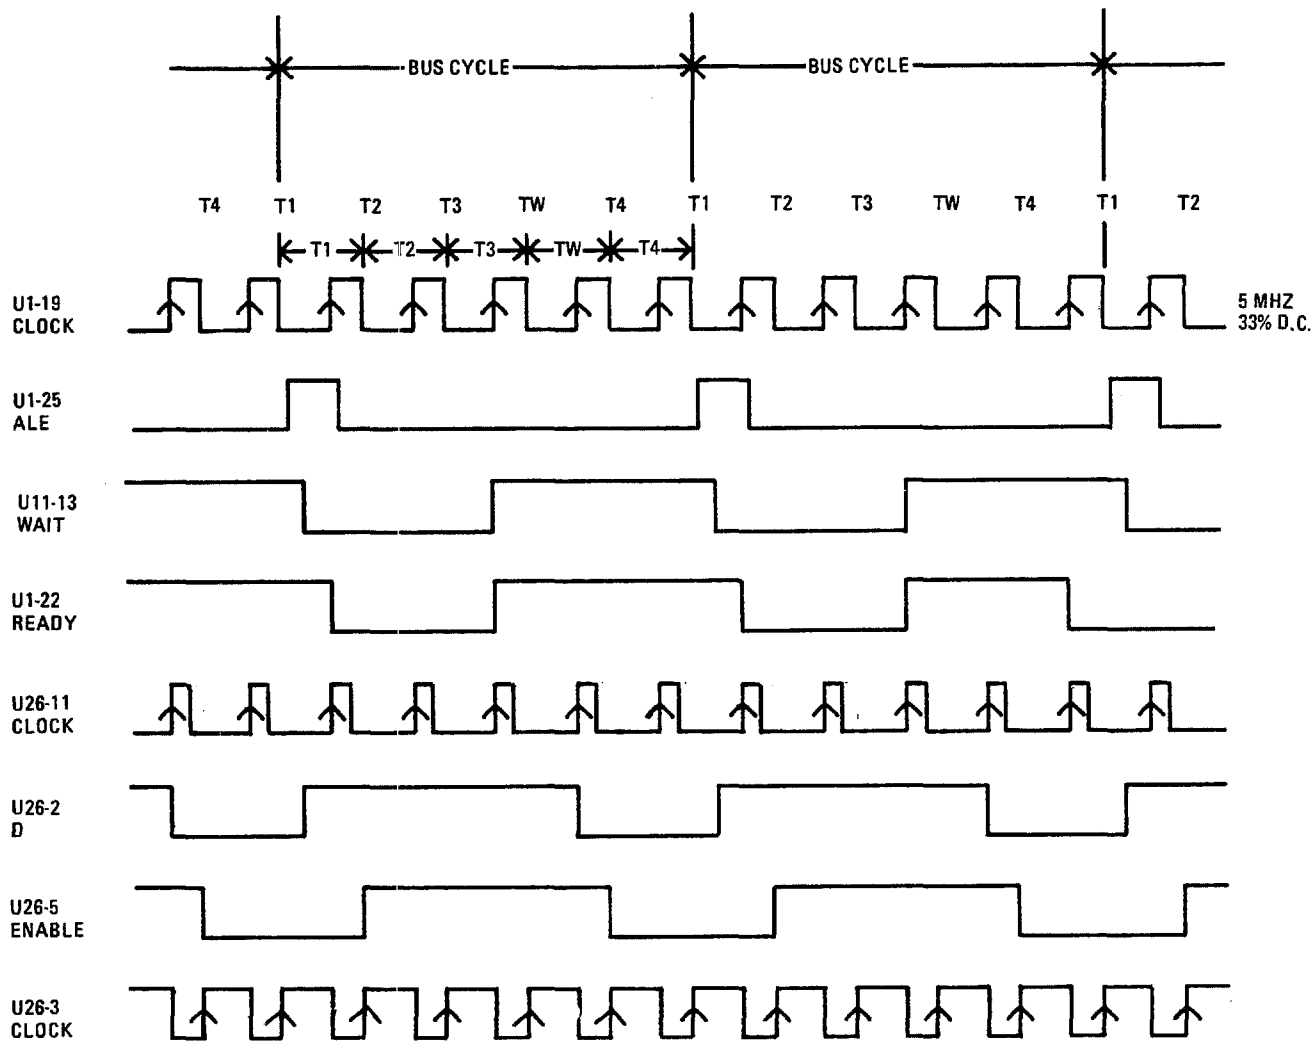 BUS CYCLE BUS CYCLE
T4 T1 T2 T3 TW T4 T1 T2 T3 TW T4 T1 T2
T1 T2 T3 TW T4
U1-19
CLOCK
5 MHZ
33% D.C.
U1-25
ALE
U11-13
WAIT
U1-22
READY
U26-11
CLOCK
U26-2
D
U26-5
ENABLE
U26-3
CLOCK